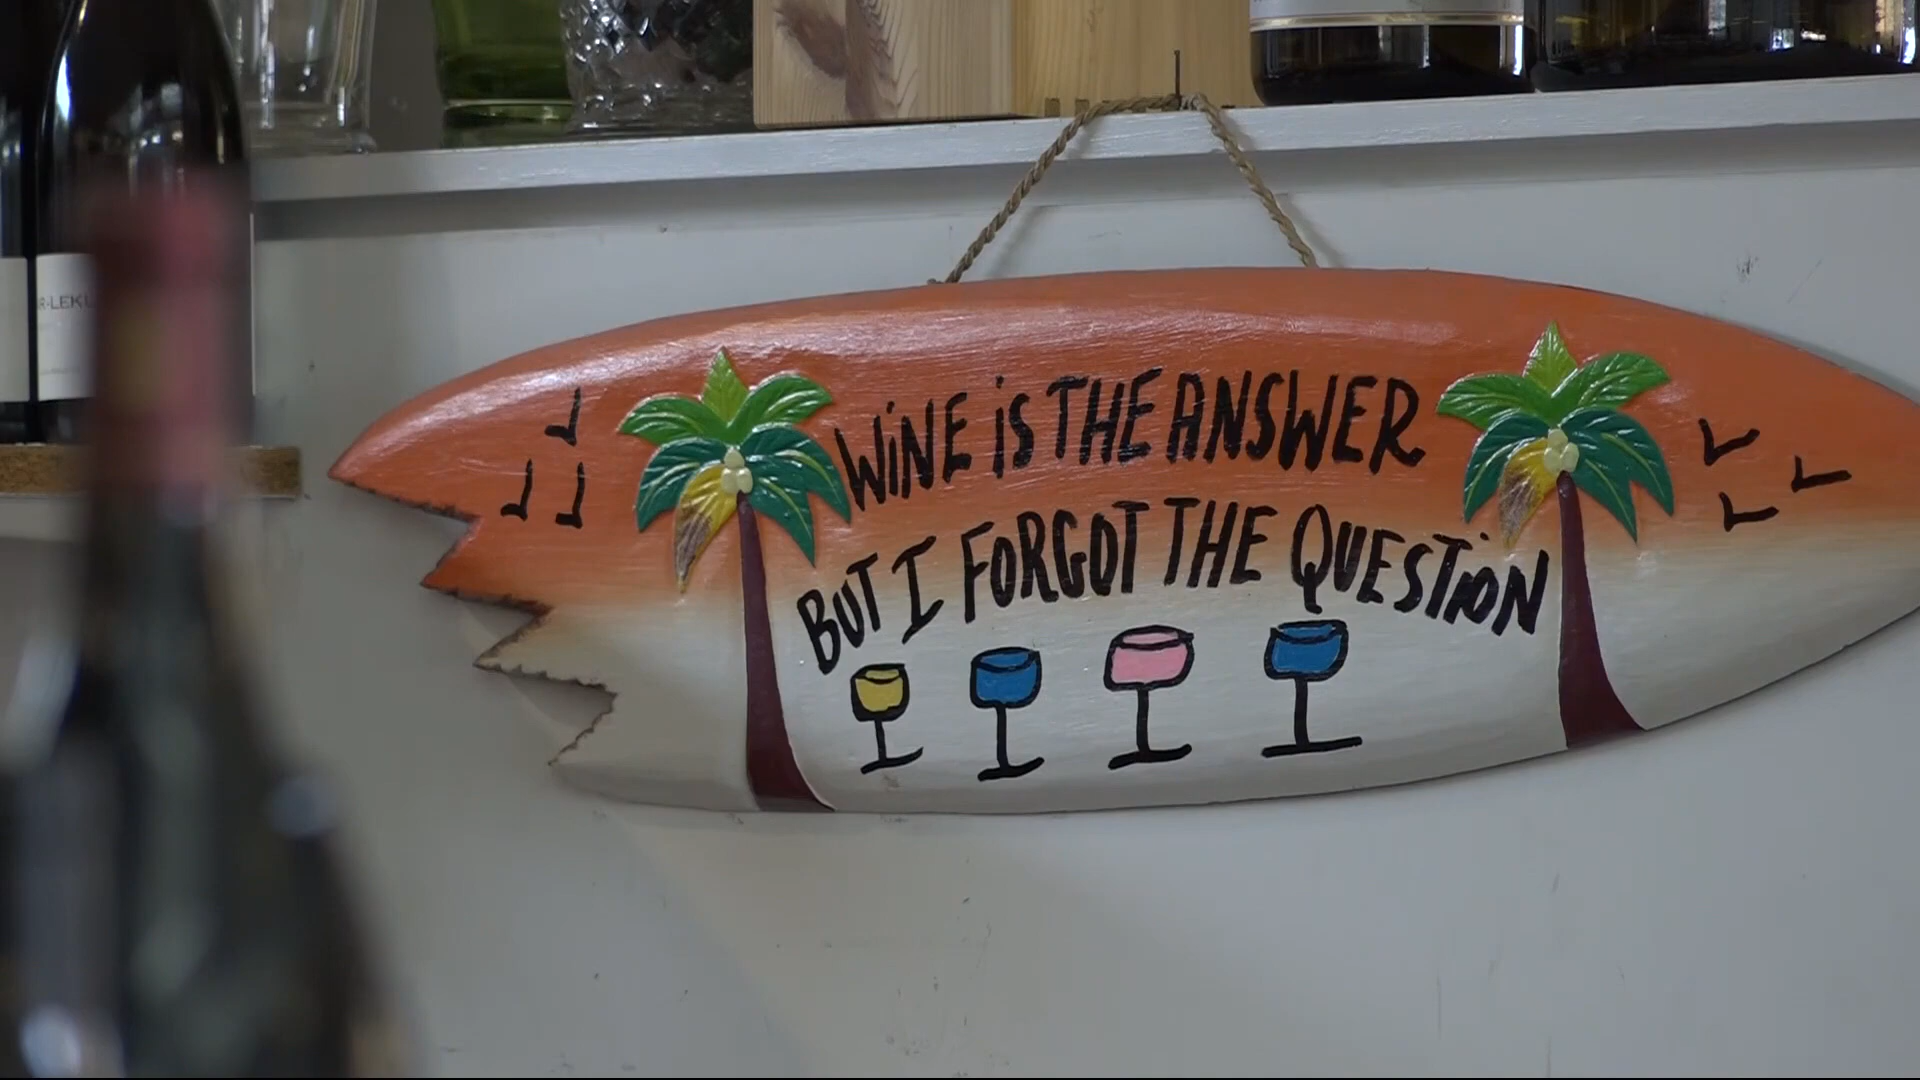 WiNE iS THE ANSWER
BUT I FORGOT THE QUESTiON